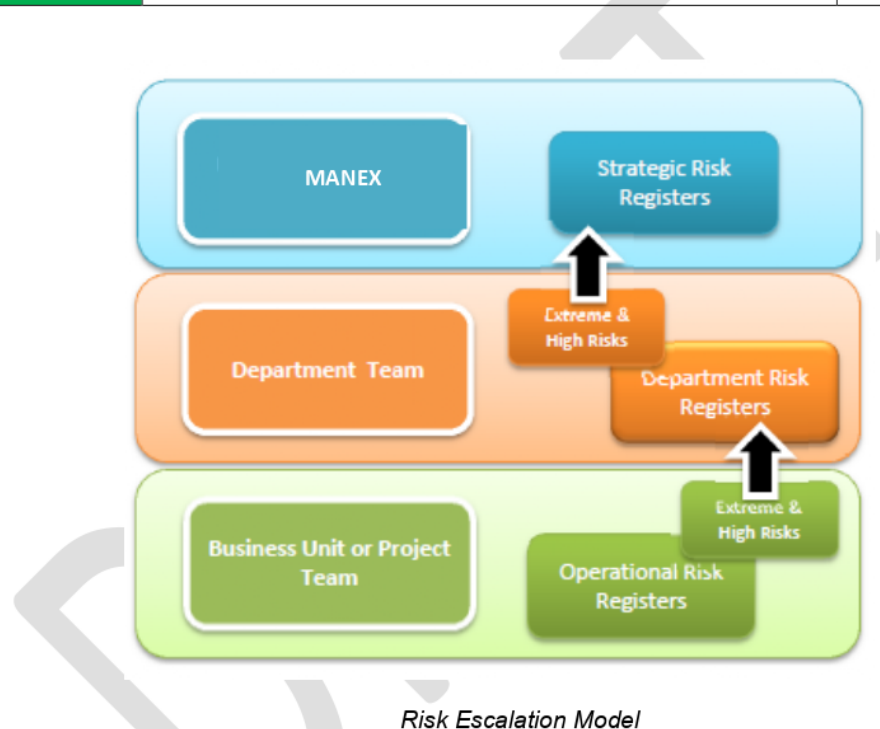 MANEX
Strategic Risk
Registers
Extreme &
High Risks
Department Team
Department Risk
Registers
Extreme &
High Risks
Business Unit or Project
Team
Operational Risk
Registers
Risk Escalation Model